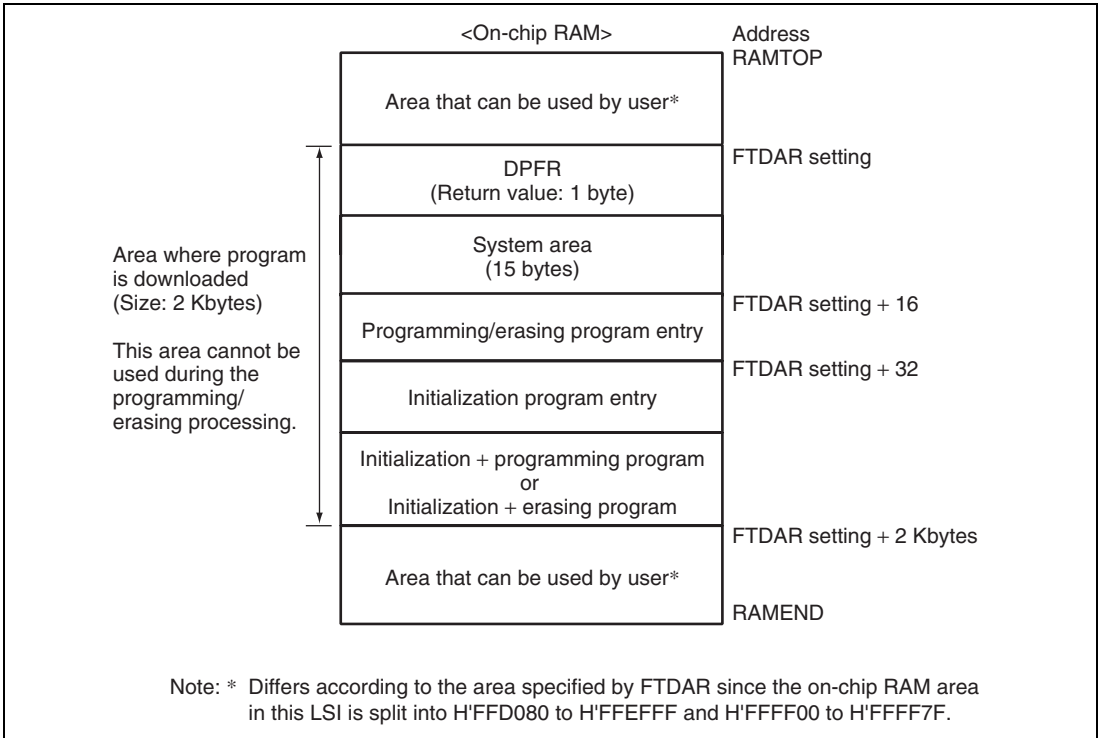 <On-chip RAM>
Address
RAMTOP
Area that can be used by user*
FTDAR setting
DPFR
(Return value: 1 byte)
System area
(15 bytes)
Area where program
is downloaded
(Size: 2 Kbytes)
This area cannot be
used during the
programming/
erasing processing.
FTDAR setting + 16
Programming/erasing program entry
FTDAR setting + 32
Initialization program entry
Initialization + programming program
or
Initialization + erasing program
FTDAR setting + 2 Kbytes
Area that can be used by user*
RAMEND
Note: * Differs according to the area specified by FTDAR since the on-chip RAM area
in this LSI is split into H'FFD080 to H'FFEFFF and H'FFFF00 to H'FFFF7F.